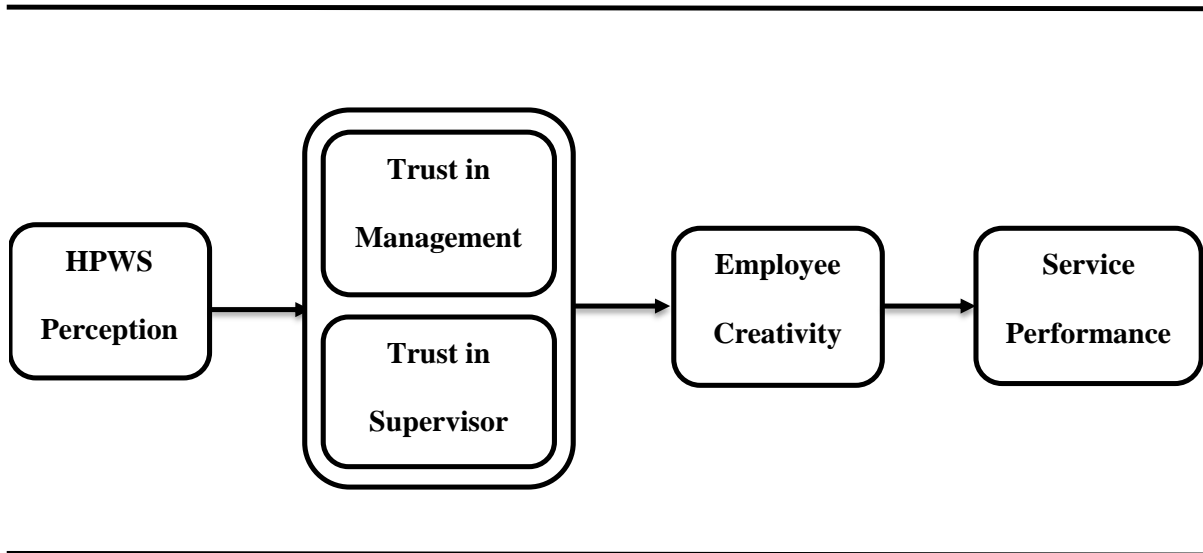 HPWS
Perception
Trust in
Management
Trust in
Supervisor
Employee
Creativity
Service
Performance